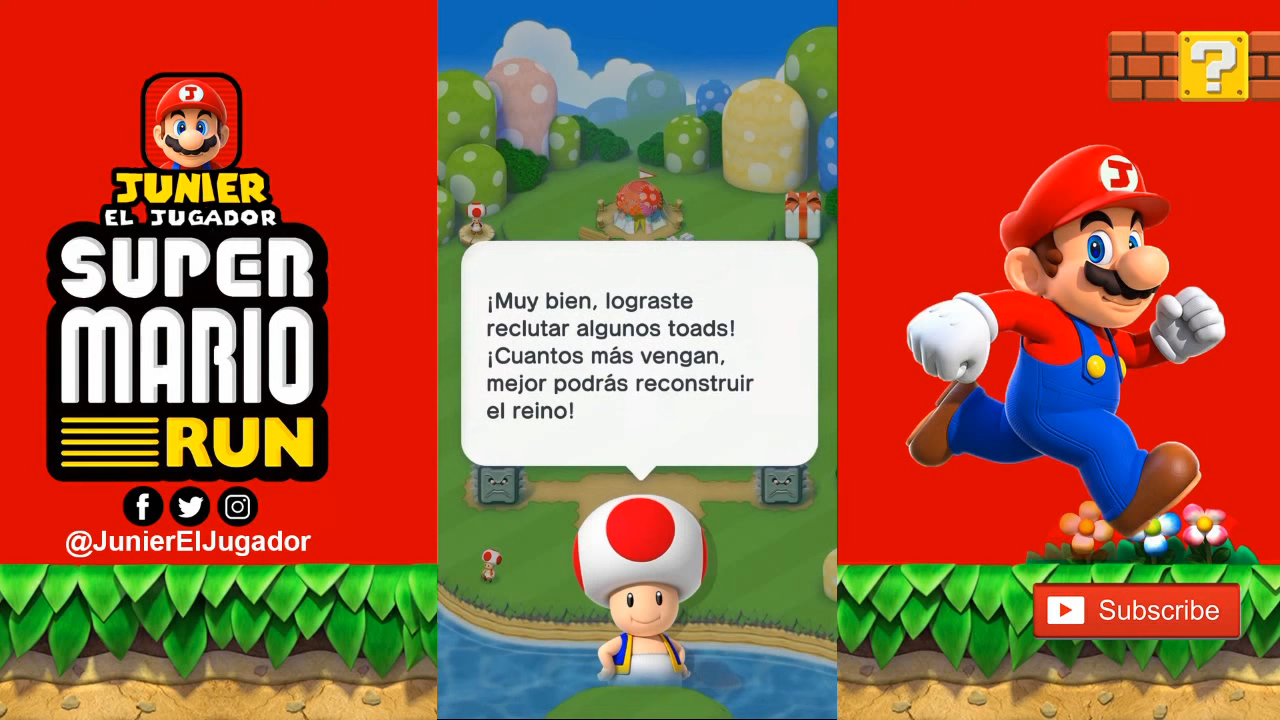 J
JUNIER
EL JUGADOR
SUPER
MARIO
RUN
@JunierElJugador
¡Muy bien, lograste
reclutar algunos toads!
¡Cuantos más vengan,
mejor podrás reconstruir
el reino!
?
J
Subscribe